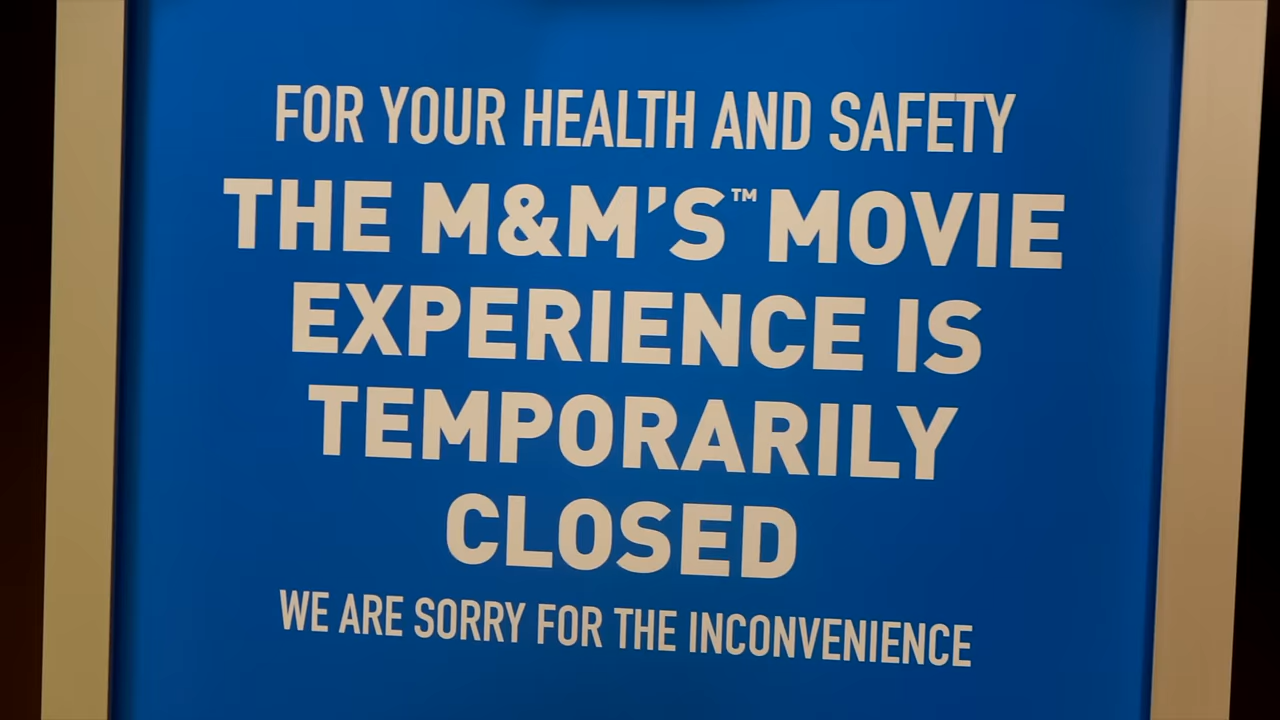 FOR YOUR HEALTH AND SAFETY
THE M&M'S™ MOVIE
EXPERIENCE IS
TEMPORARILY
CLOSED
WE ARE SORRY FOR THE INCONVENIENCE